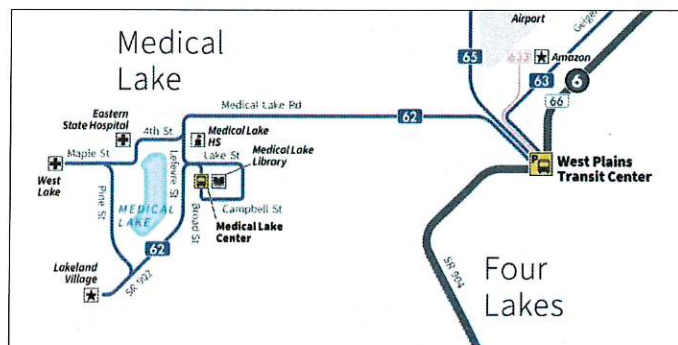 Airport
Geiger
Medical
Lake
65
633
Amazon
63
6
66
Medical Lake Rd
62
Eastern
State Hospital
4th St
Medical Lake
HS
Maple St
Lake St
Medical Lake
Library
West
Lake
Lefevre St
P
West Plains
Transit Center
Pine St
MEDICAL
LAKE
Broad St
Campbell St
Medical Lake
Center
62
Lakeland
Village
SR 902
SR 904
Four
Lakes